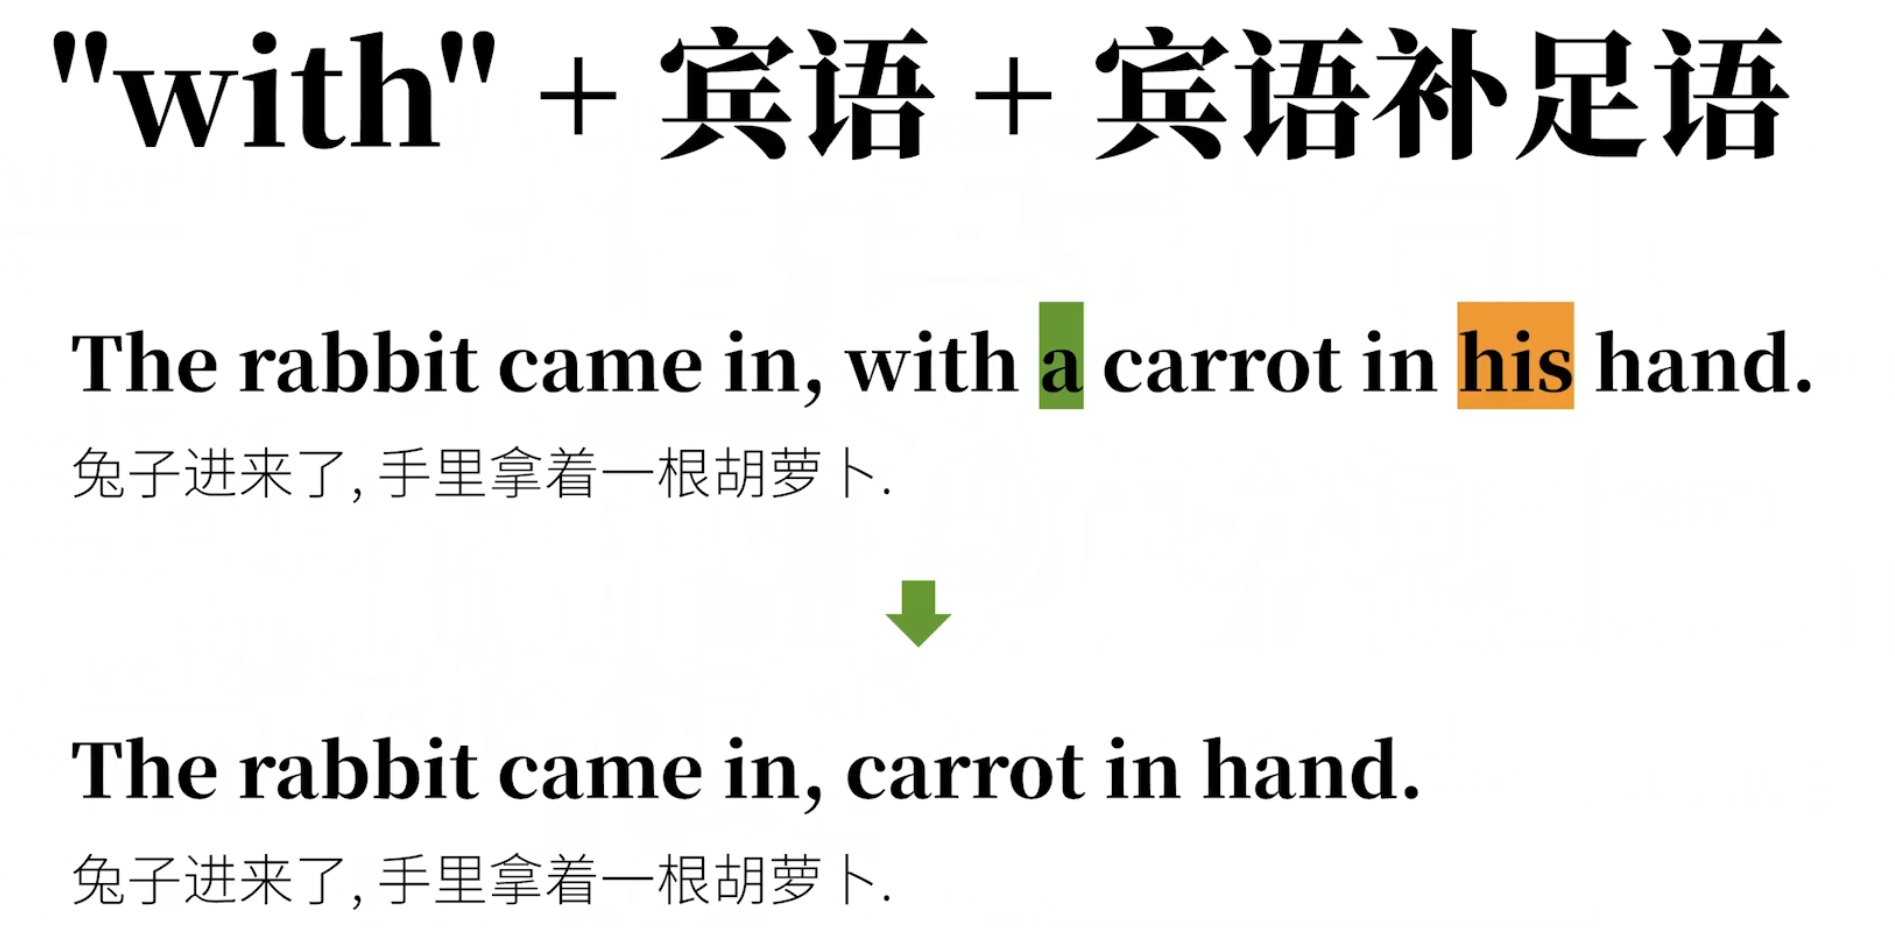 "with" + 宾语 + 宾语补足语
The rabbit came in, with a carrot in his hand.
兔子进来了, 手里拿着一根胡萝卜.
The rabbit came in, carrot in hand.
兔子进来了, 手里拿着一根胡萝卜.